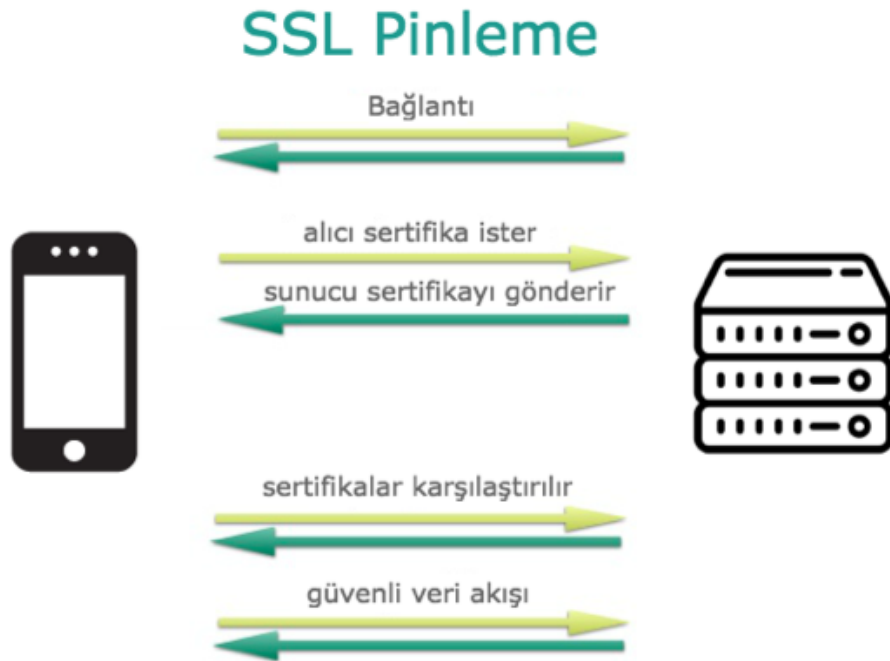 SSL Pinleme
Bağlantı
alıcı sertifika ister
sunucu sertifikayı gönderir
sertifikalar karşılaştırılır
güvenli veri akışı